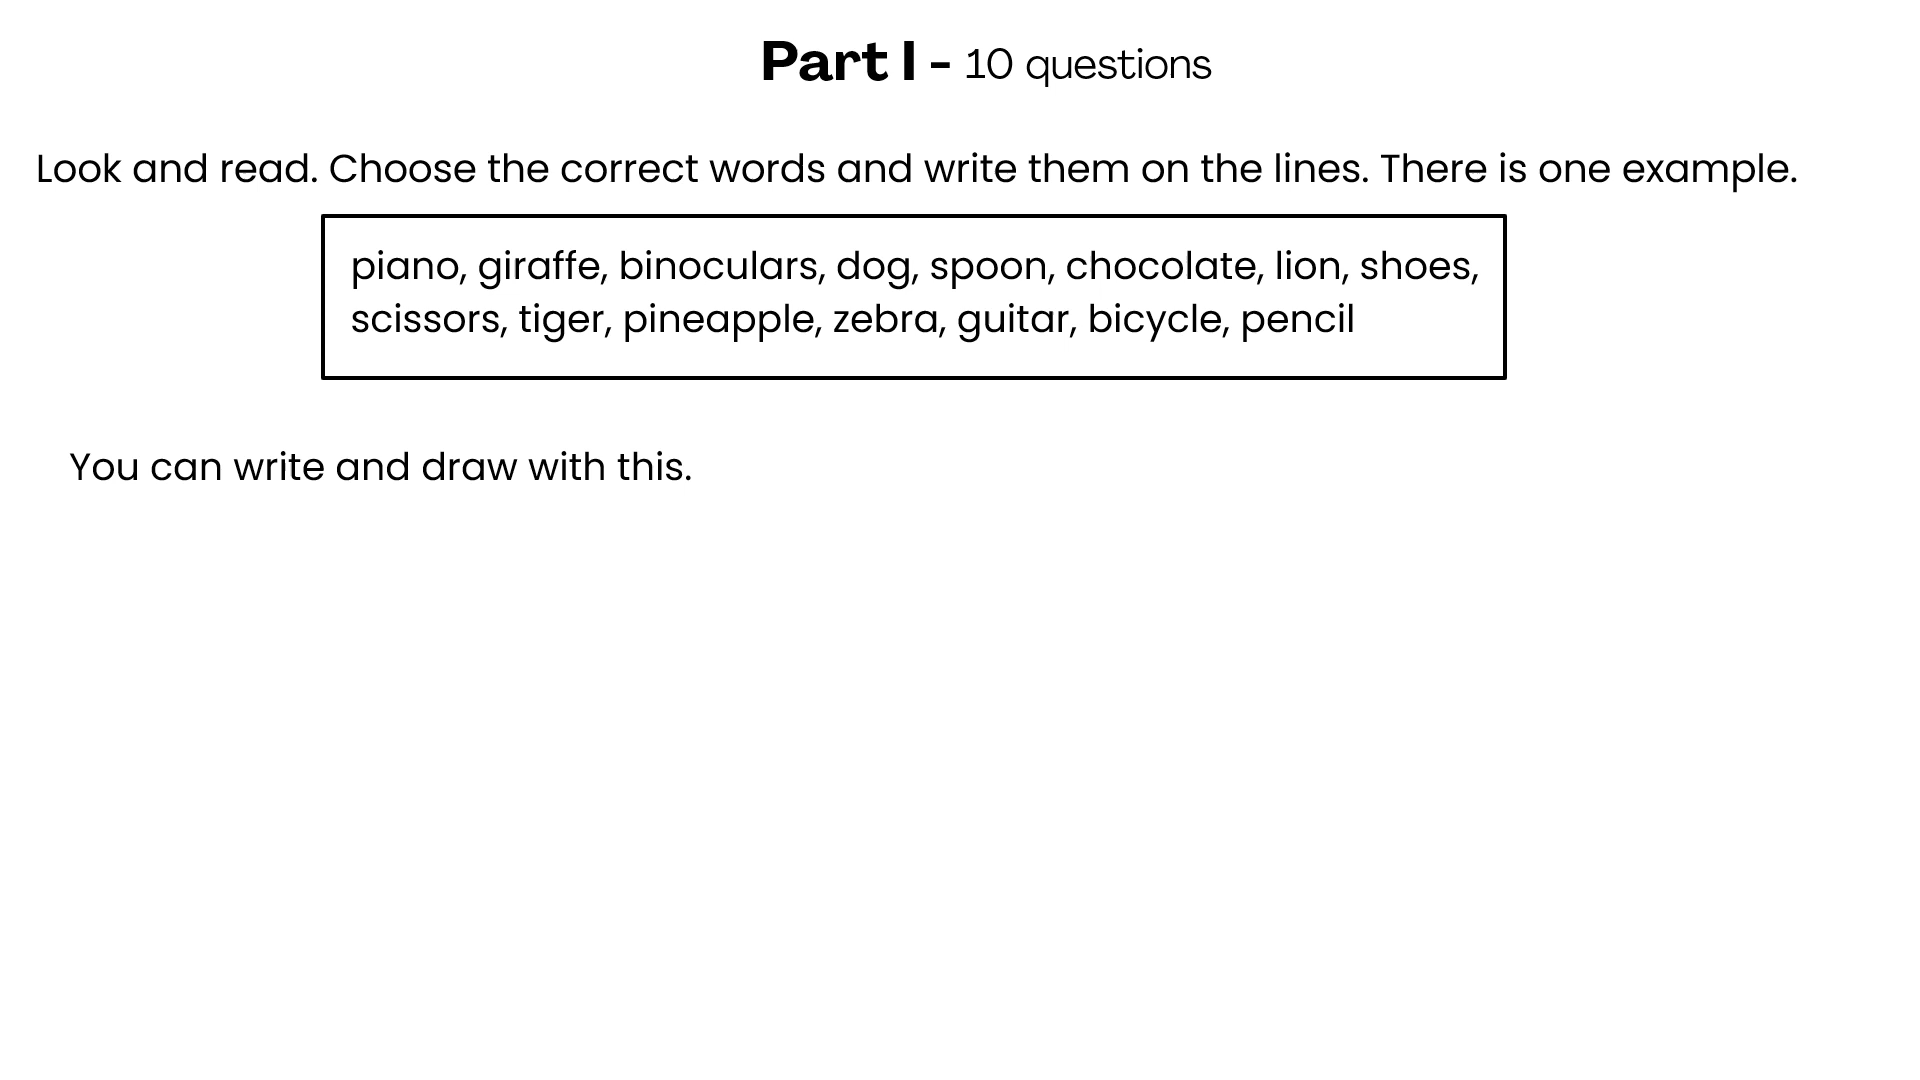 Part I - 10 questions
Look and read. Choose the correct words and write them on the lines. There is one example.
piano, giraffe, binoculars, dog, spoon, chocolate, lion, shoes,
scissors, tiger, pineapple, zebra, guitar, bicycle, pencil
You can write and draw with this.